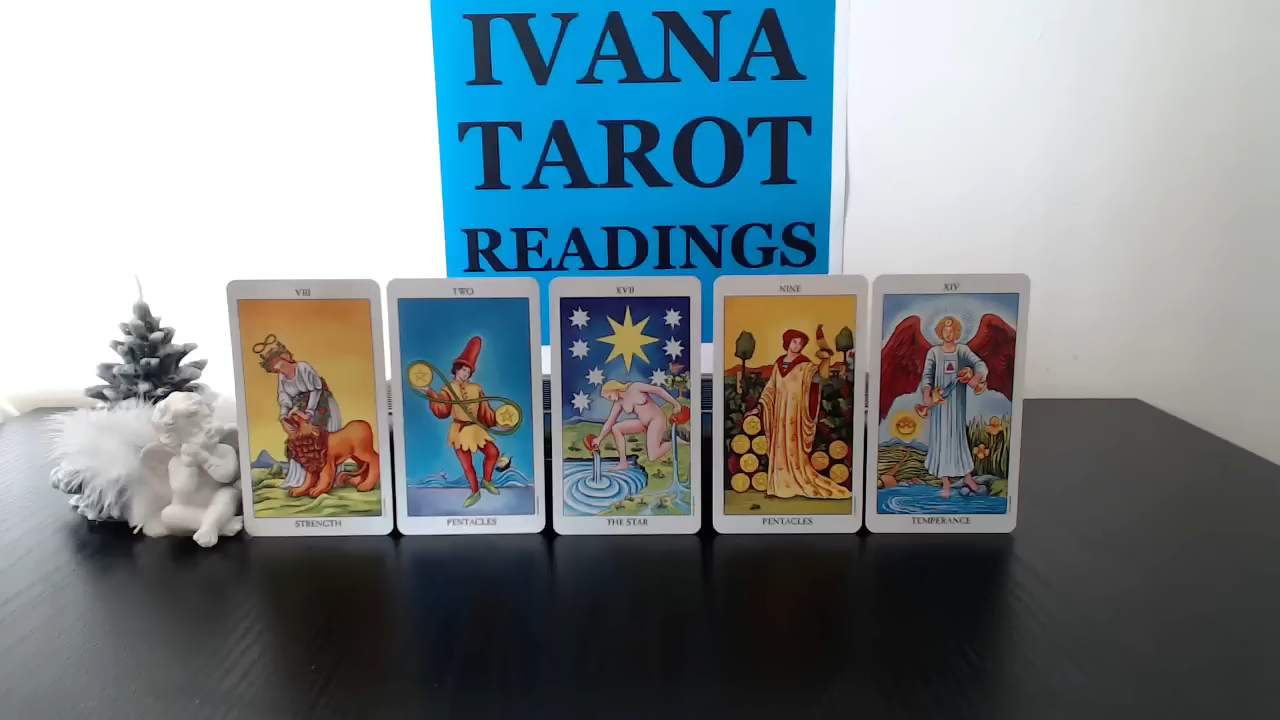 IVANA
TAROT
READINGS
VIII
TWO
XVII
NINE
XIV
STRENGTH
PENTACLES
THE STAR
PENTACLES
TEMPERANCE